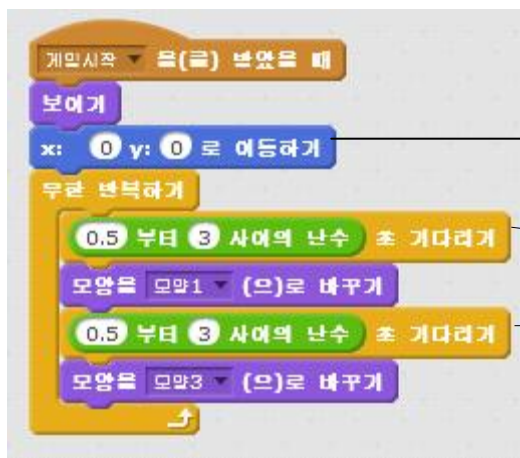 게임시작 을(를) 받았을 때
보이기
x: 0 y: 0 로 이동하기
무한 반복하기
0.5 부터 3 사이의 난수 초 기다리기
모양을 모양1 (으)로 바꾸기
0.5 부터 3 사이의 난수 초 기다리기
모양을 모양3 (으)로 바꾸기